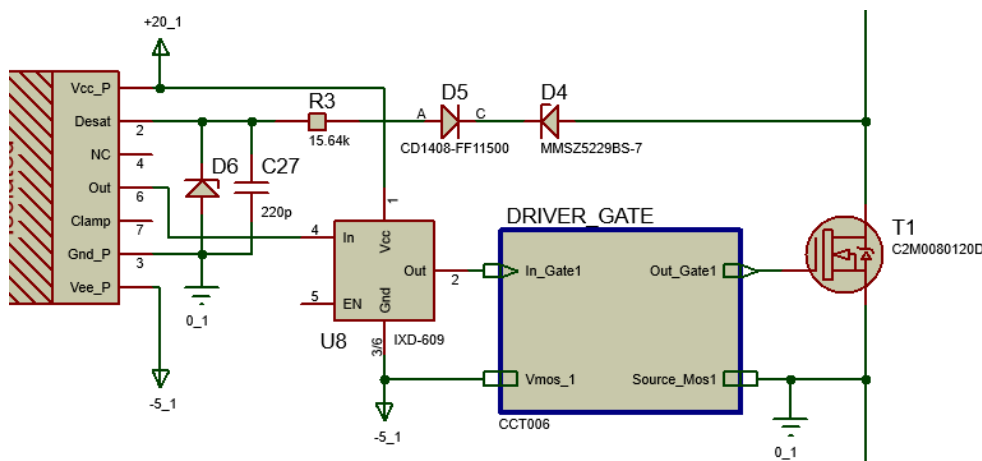 +20_1
Vcc_P
Desat
2
NC
4
Out
6
Clamp
7
Gnd_P
3
Vee_P
-5_1
D6
C27
220p
0_1
R3
15.64k
A
D5
C
CD1408-FF11500
D4
MMSZ5229BS-7
1
4
In
Vcc
Out
2
5
EN
Gnd
3/6
U8
IXD-609
-5_1
DRIVER_GATE
In_Gate1
Out_Gate1
Vmos_1
Source_Mos1
CCT006
T1
C2M0080120D
0_1